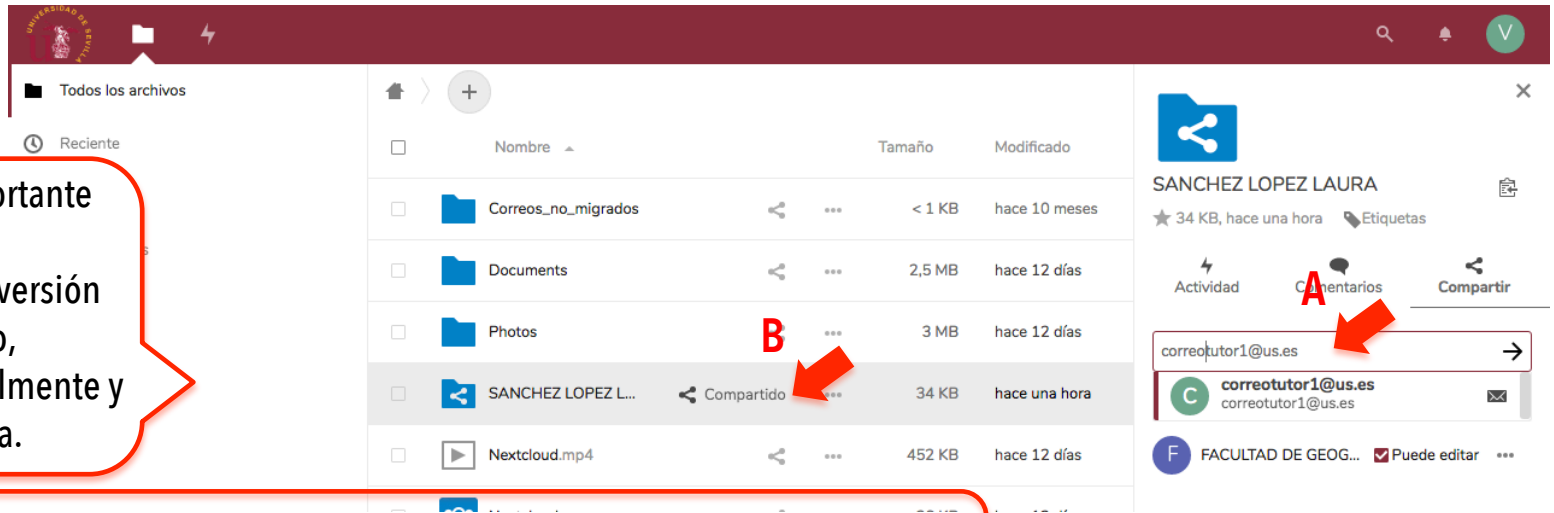 UNIVERSIDAD DE SEVILLA
V
Todos los archivos
Reciente
ortante
versión
o,
lmente y
a.
s
+
Nombre
Tamaño
Modificado
Correos_no_migrados
< 1 KB
hace 10 meses
Documents
2,5 MB
hace 12 días
Photos
3 MB
hace 12 días
B
SANCHEZ LOPEZ L...
Compartido
34 KB
hace una hora
Nextcloud.mp4
452 KB
hace 12 días
SANCHEZ LOPEZ LAURA
34 KB, hace una hora
Etiquetas
Actividad
Comentarios
Compartir
A
correotutor1@us.es
C
correotutor1@us.es
correotutor1@us.es
F
FACULTAD DE GEOG...
Puede editar